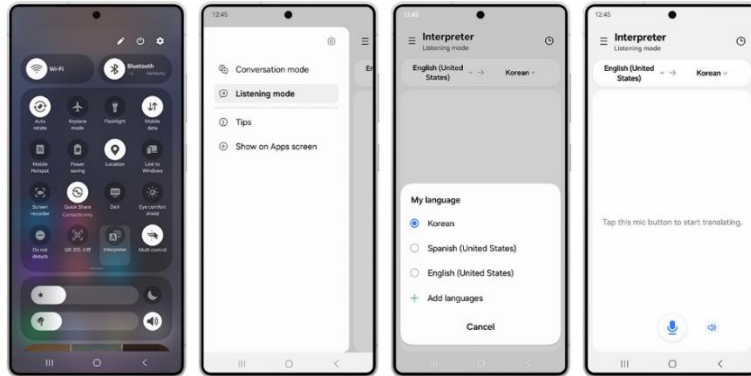 Wi-Fi
Bluetooth
Auto rotate
Airplane mode
Flashlight
Mobile data
Mobile Hotspot
Power saving
Location
Link to Windows
Screen recorder
Quick Share
Contacts only
DeX
Eye comfort shield
Do not disturb
Interpreter
Multi control
12:45
Conversation mode
Listening mode
Tips
Show on Apps screen
En
12:45
Interpreter
Listening mode
English (United States)
Korean
My language
Korean
Spanish (United States)
English (United States)
Add languages
Cancel
12:45
Interpreter
Listening mode
English (United States)
Korean
Tap this mic button to start translating.